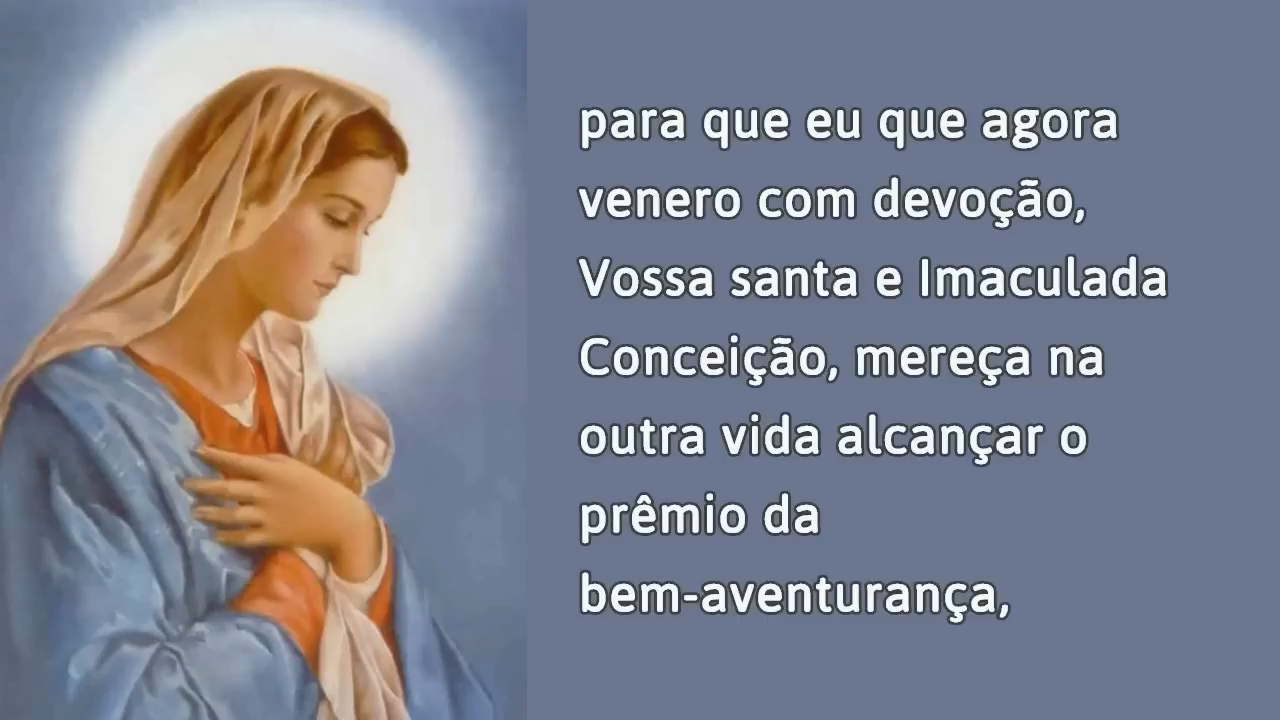 para que eu que agora
venero com devoção,
Vossa santa e Imaculada
Conceição, mereça na
outra vida alcançar o
prêmio da
bem-aventurança,